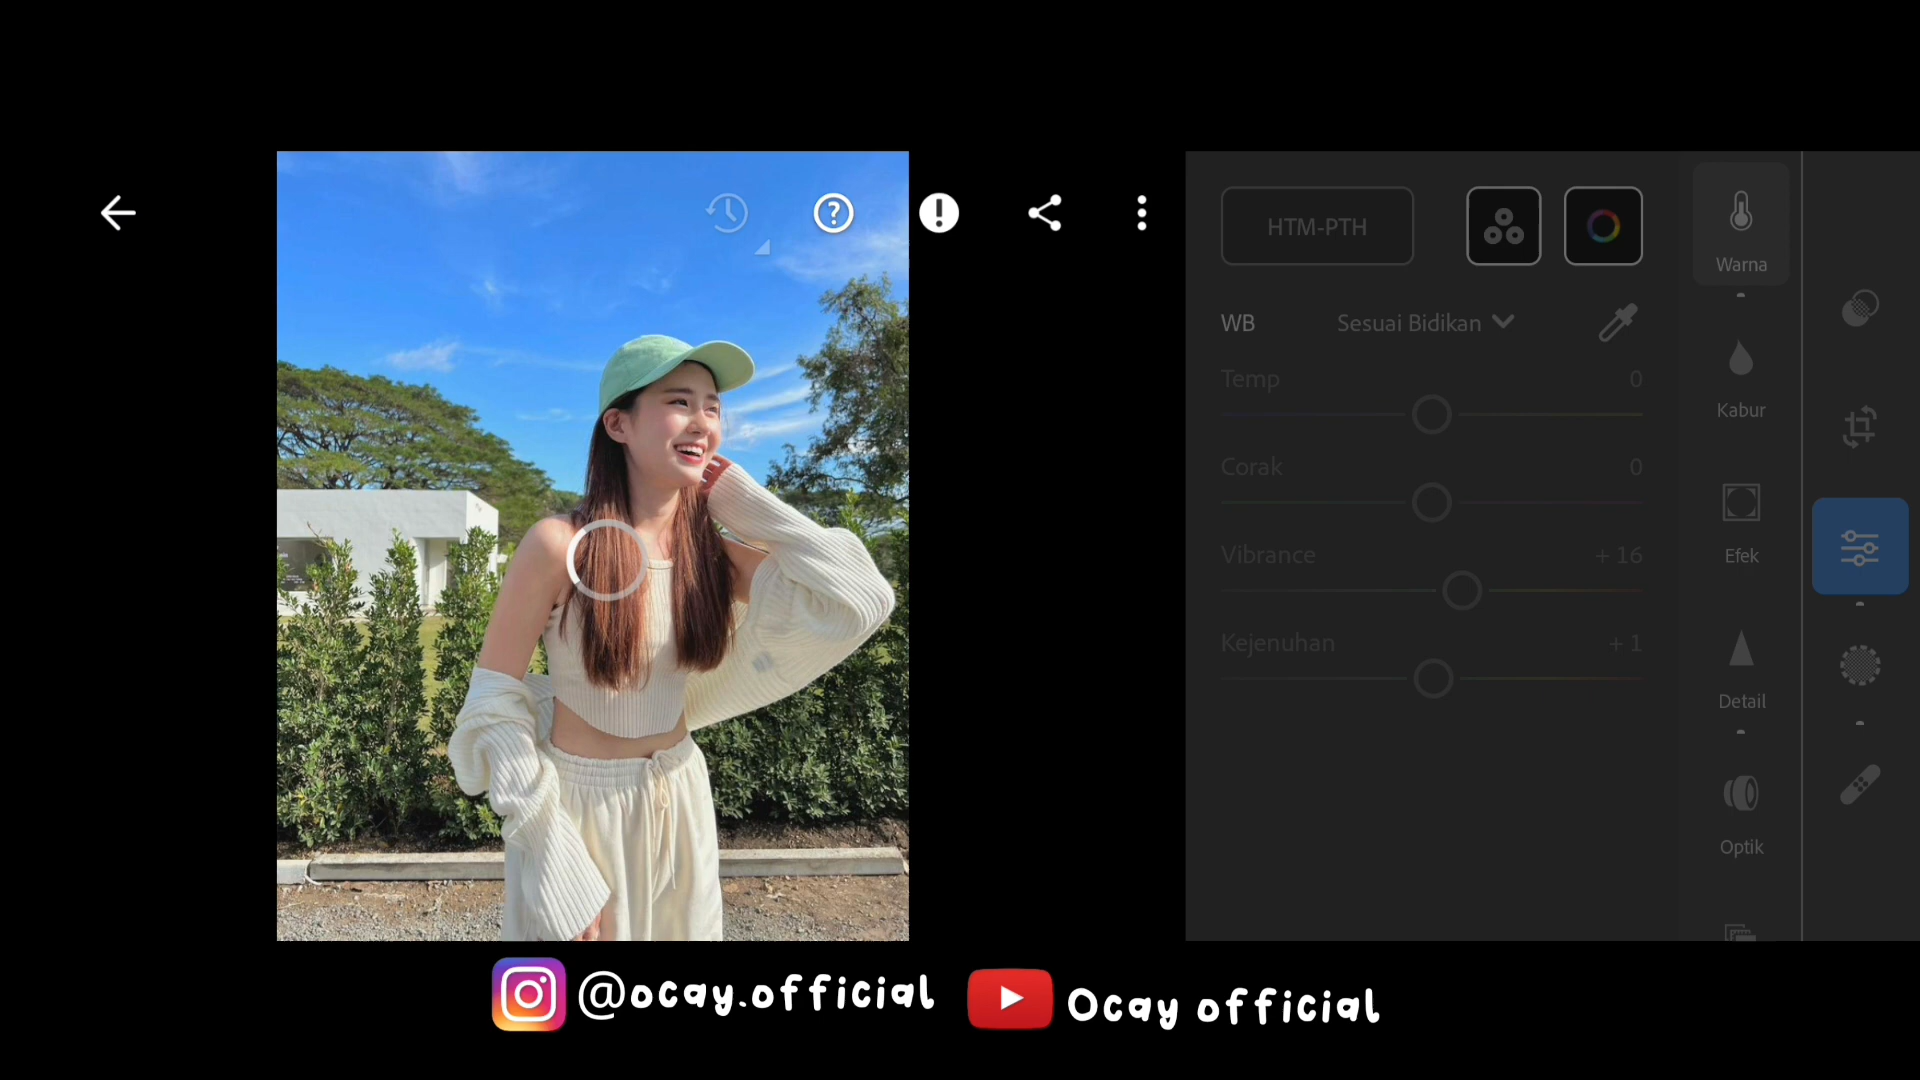 HTM-PTH
WB
Sesuai Bidikan
Temp
0
Corak
0
Vibrance
+ 16
Kejenuhan
+ 1
Warna
Kabur
Efek
Detail
Optik
@ocay.official
Ocay official